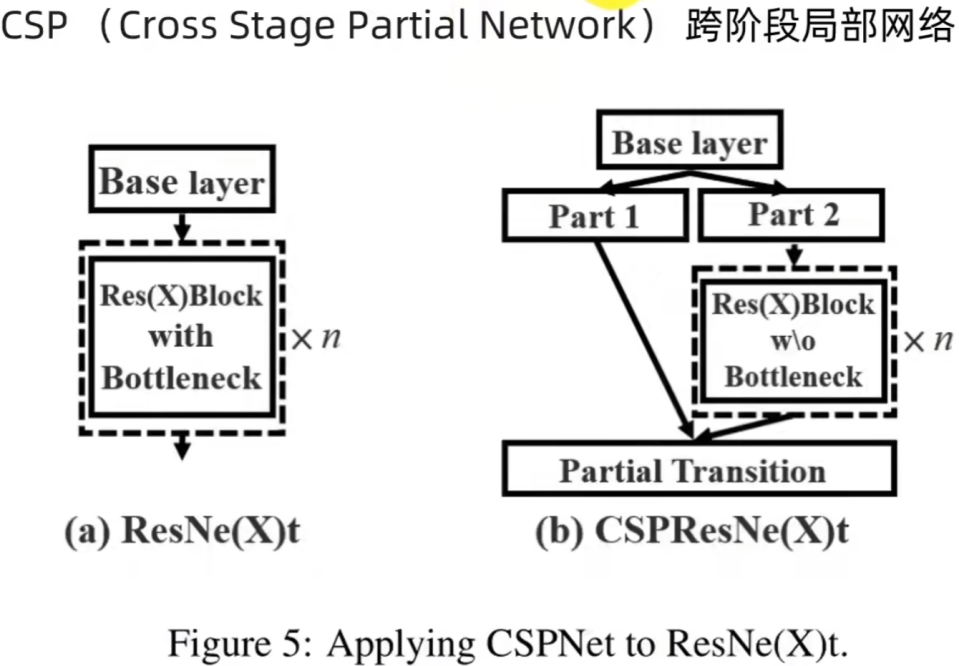 CSP （Cross Stage Partial Network） 跨阶段局部网络
Base layer
Res(X)Block
with
Bottleneck
× n
(a) ResNe(X)t
Base layer
Part 1
Part 2
Res(X)Block
w\o
Bottleneck
× n
Partial Transition
(b) CSPResNe(X)t
Figure 5: Applying CSPNet to ResNe(X)t.